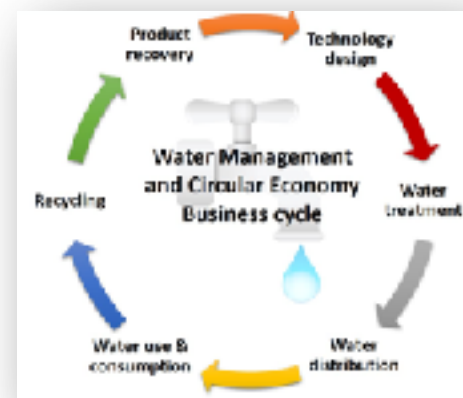 Product
recovery
Technology
design
Water Management
and Circular Economy
Business cycle
Recycling
Water
treatment
Water use &
consumption
Water
distribution